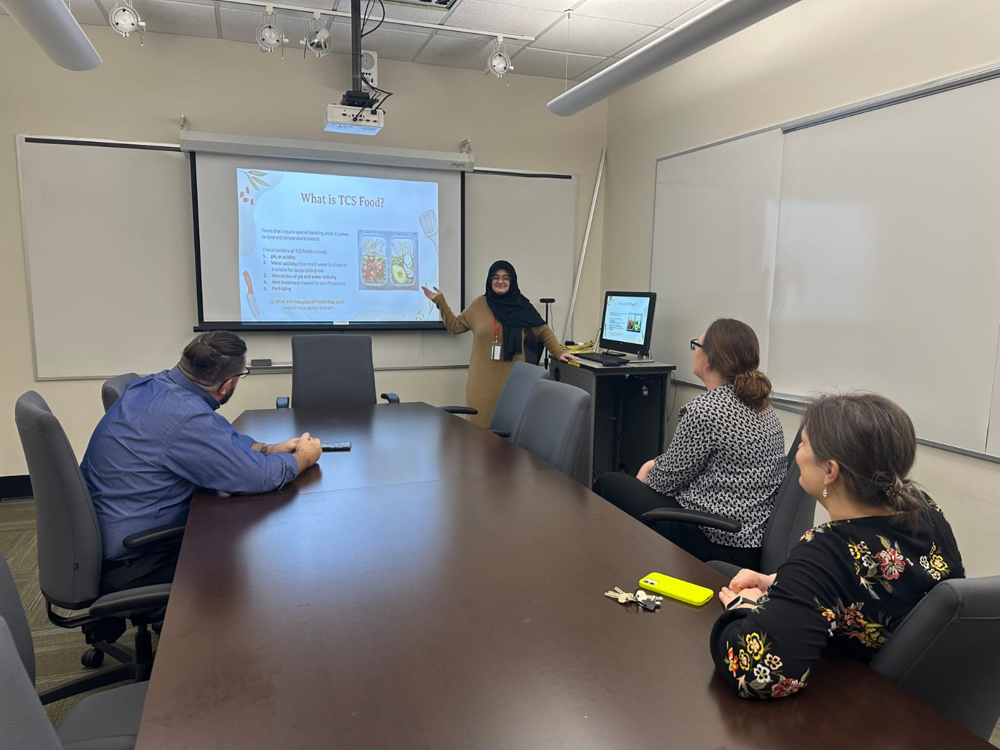 What is TCS Food?
Foods that require special handling when it comes
to time and temperature control
Characteristics of TCS foods include,
1. pH, or acidity
2. Water activity (how much water in a food is
available for bacteria to grow)
3. Interaction of pH and water activity
4. Heat treatment (heated to specific temps)
5. Packaging
Q: What are examples of foods that don't
require time-temp control?
What is TCS Food?